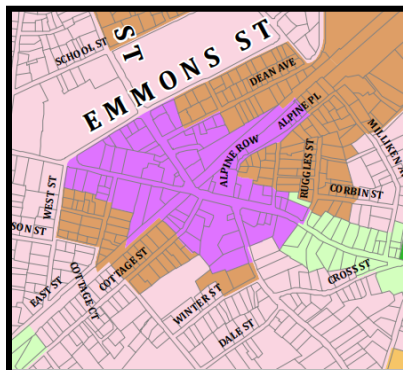 SCHOOL ST
ST
EMMONS ST
DEAN AVE
ALPINE PL
MILLIKEN A
ALPINE ROW
RUGGLES ST
CORBIN ST
WEST ST
SON ST
COTTAGE ST
CROSS ST
EAST ST
COTTAGE CT
WINTER ST
DALE ST